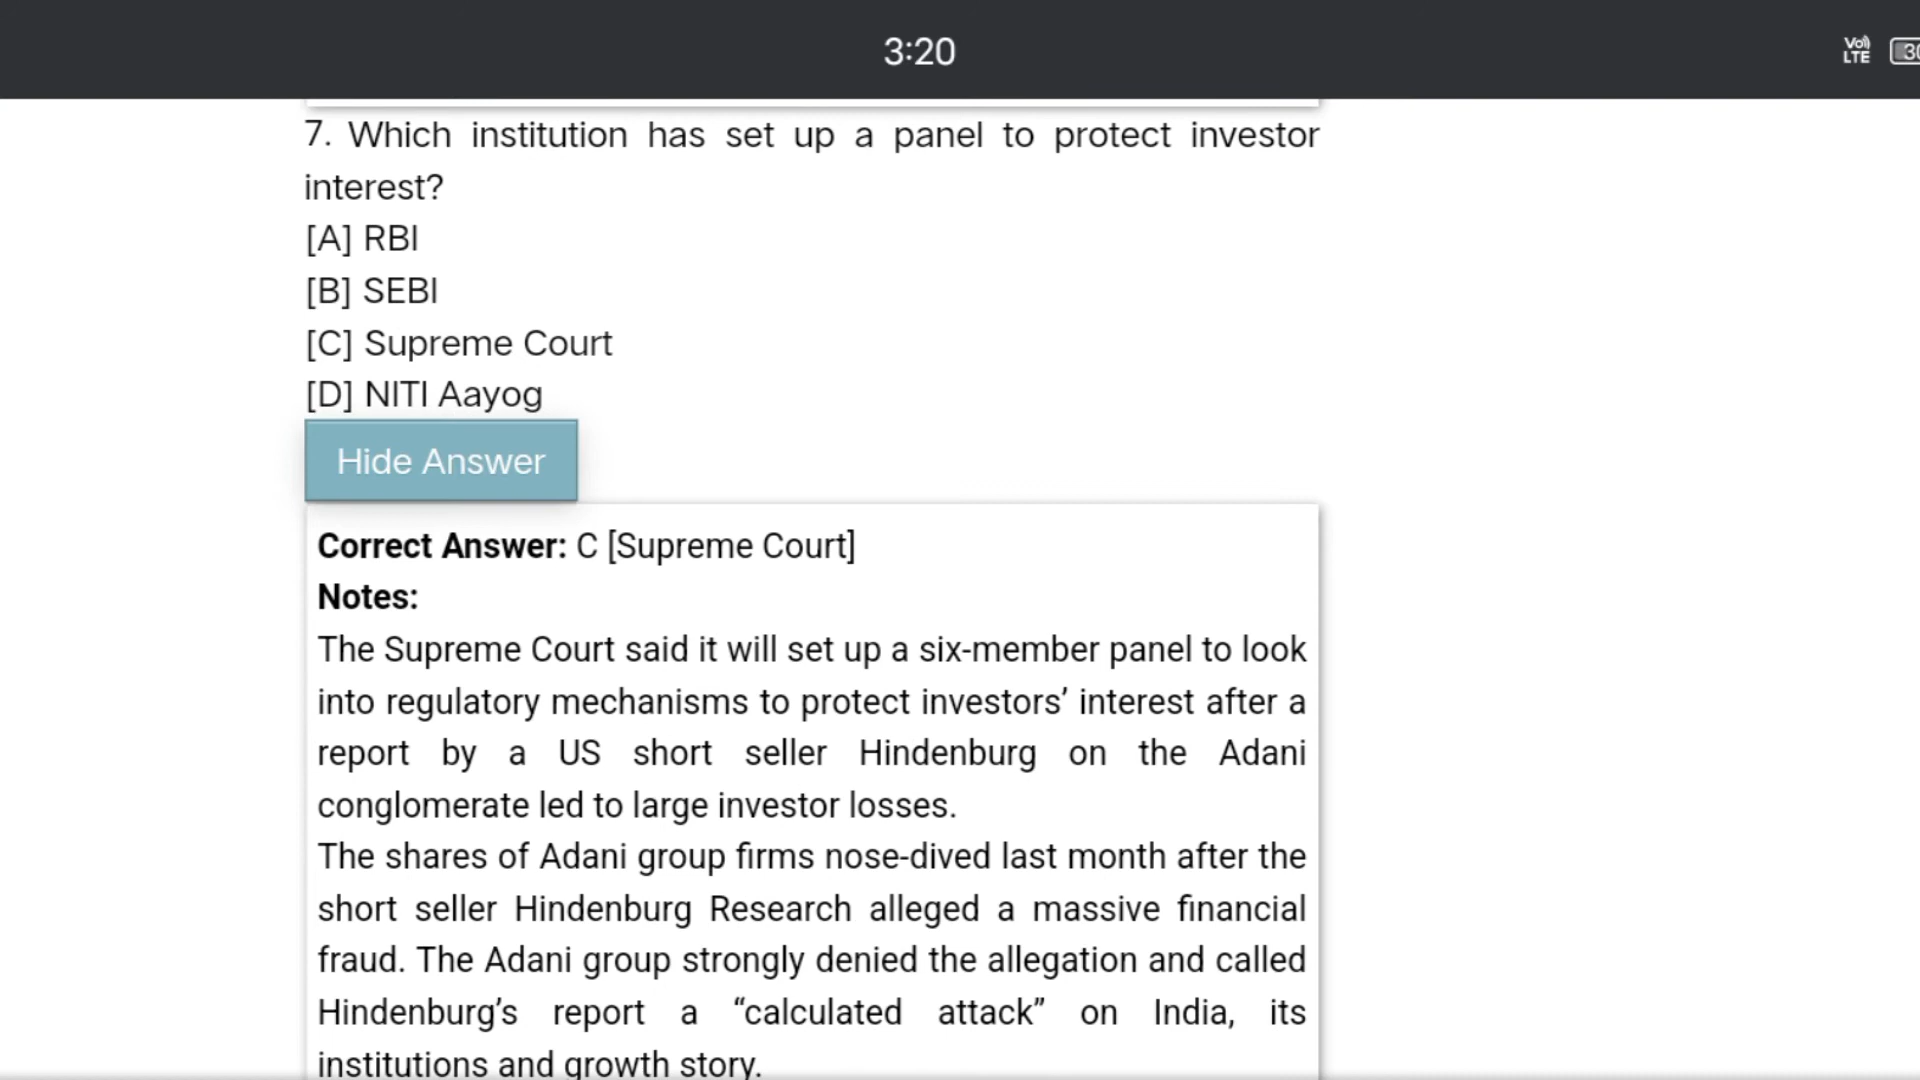 3:20
Vo)
LTE
30
7. Which institution has set up a panel to protect investor
interest?
[A] RBI
[B] SEBI
[C] Supreme Court
[D] NITI Aayog
Hide Answer
Correct Answer: C [Supreme Court]
Notes:
The Supreme Court said it will set up a six-member panel to look
into regulatory mechanisms to protect investors’ interest after a
report by a US short seller Hindenburg on the Adani
conglomerate led to large investor losses.
The shares of Adani group firms nose-dived last month after the
short seller Hindenburg Research alleged a massive financial
fraud. The Adani group strongly denied the allegation and called
Hindenburg’s report a “calculated attack” on India, its
institutions and growth story.